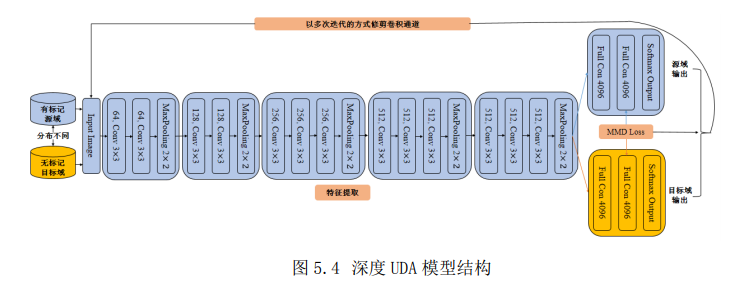 以多次迭代的方式修剪卷积通道
有标记
源域
分布不同
无标记
目标域
Input Image
64, Conv 3×3
64, Conv 3×3
MaxPooling 2×2
128, Conv 3×3
128, Conv 3×3
MaxPooling 2×2
256, Conv 3×3
256, Conv 3×3
256, Conv 3×3
MaxPooling 2×2
512, Conv 3×3
512, Conv 3×3
512, Conv 3×3
MaxPooling 2×2
512, Conv 3×3
512, Conv 3×3
512, Conv 3×3
MaxPooling 2×2
Full Con 4096
Full Con 4096
Softmax Output
源域
输出
MMD Loss
Full Con 4096
Full Con 4096
Softmax Output
目标域
输出
特征提取
图 5.4 深度 UDA 模型结构